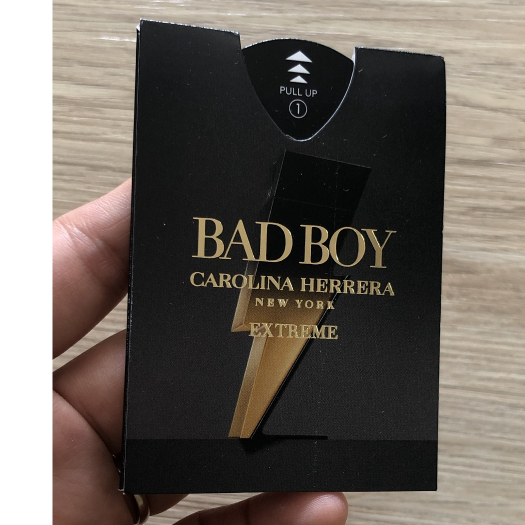 PULL UP
1
BAD BOY
CAROLINA HERRERA
NEW YORK
EXTREME